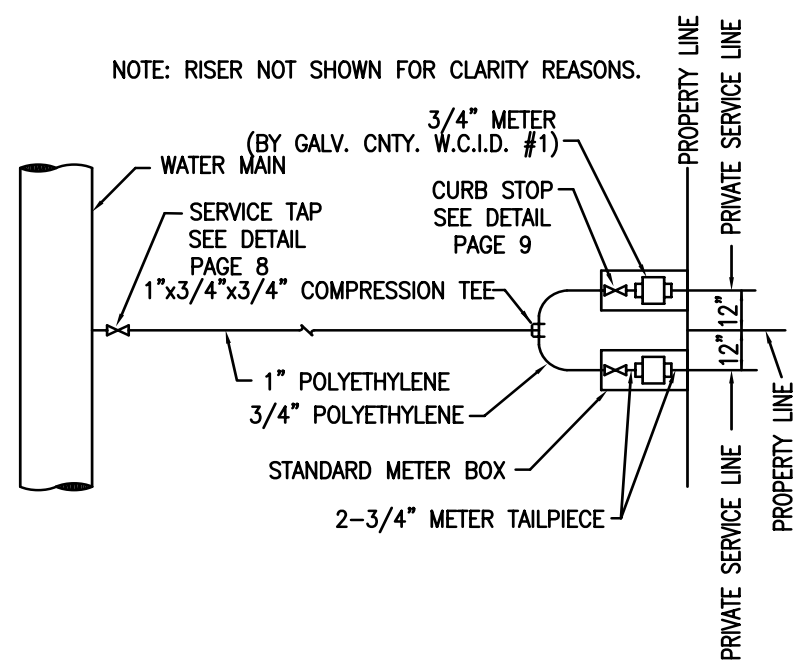 NOTE: RISER NOT SHOWN FOR CLARITY REASONS.
3/4" METER
(BY GALV. CNTY. W.C.I.D. #1)
WATER MAIN
SERVICE TAP
SEE DETAIL
PAGE 8
CURB STOP
SEE DETAIL
PAGE 9
1"x3/4"x3/4" COMPRESSION TEE
1" POLYETHYLENE
3/4" POLYETHYLENE
STANDARD METER BOX
2-3/4" METER TAILPIECE
PROPERTY LINE
PRIVATE SERVICE LINE
12"
12"
PRIVATE SERVICE LINE
PROPERTY LINE